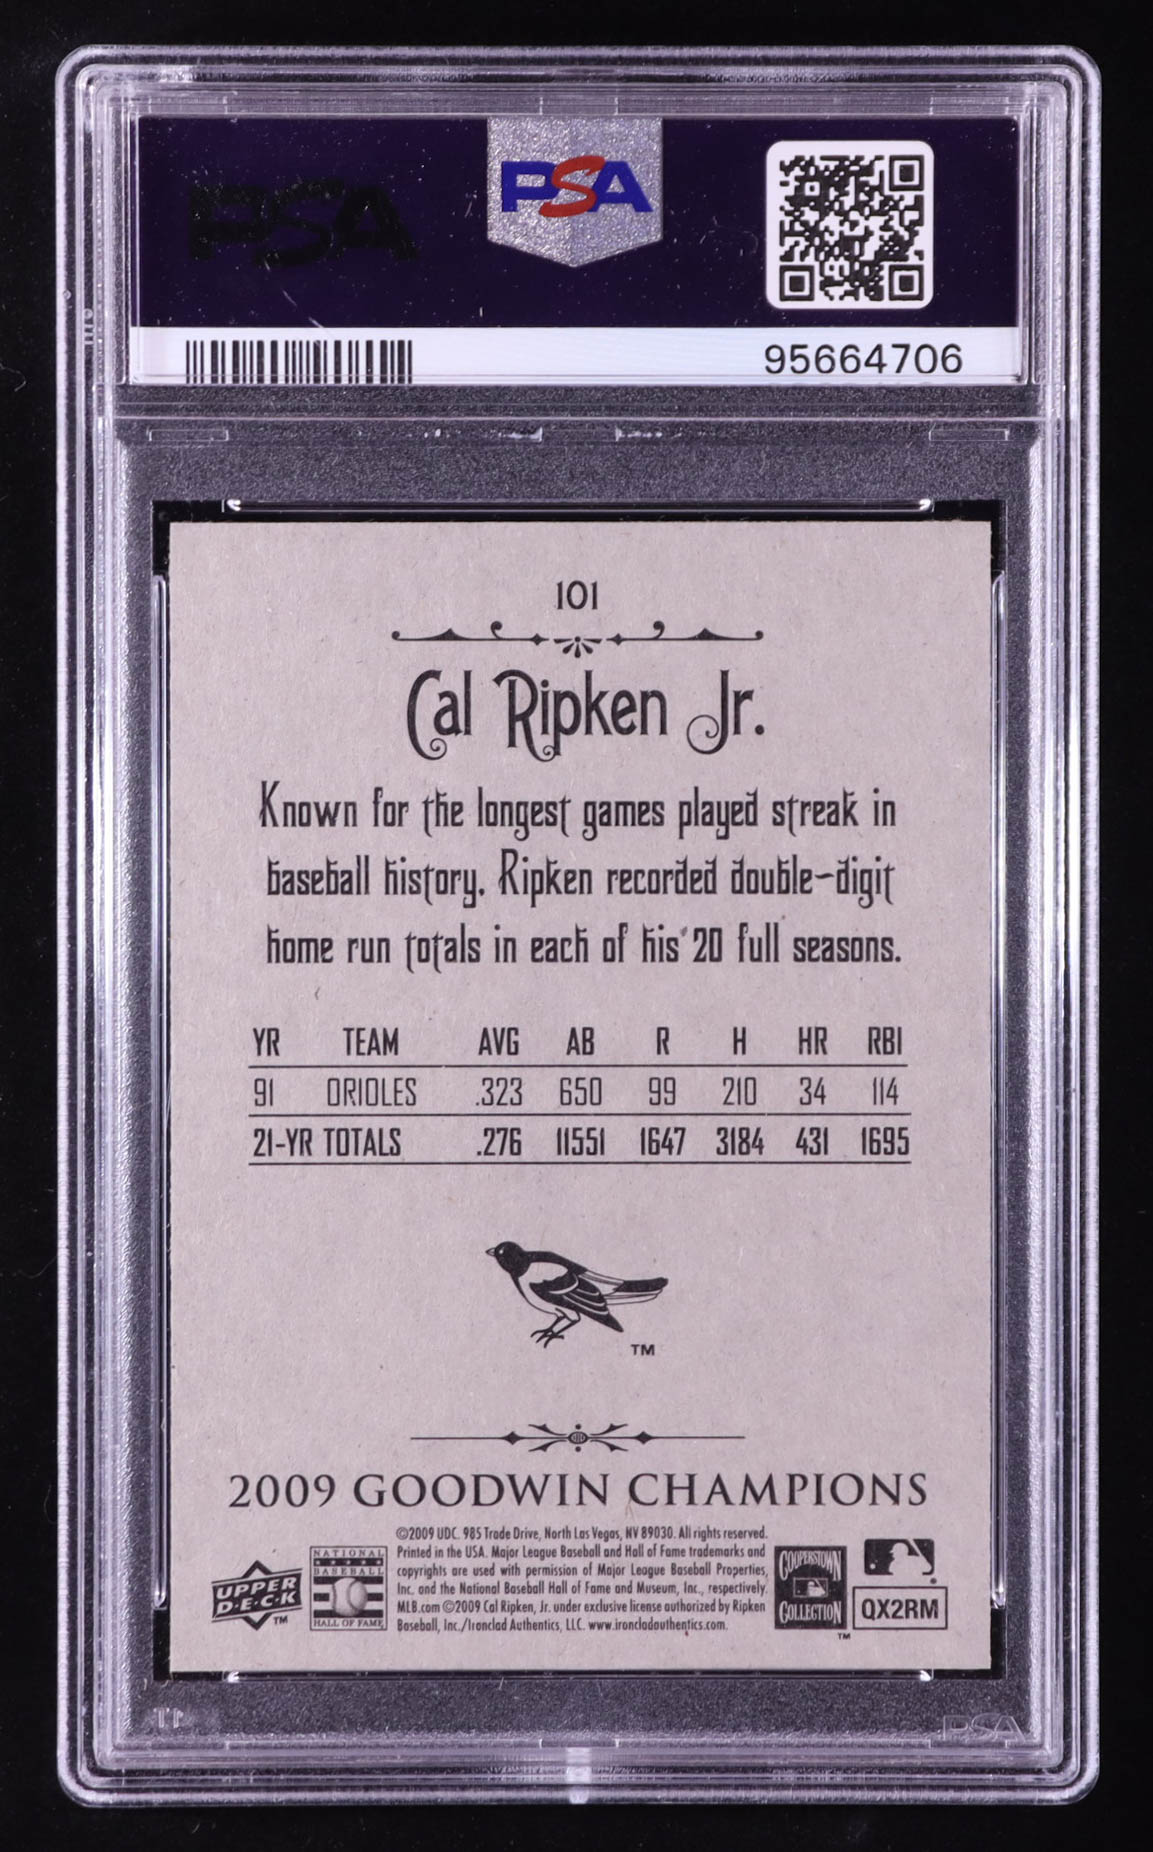 PSA
PSA
95664706
101
Cal Ripken Jr.
Known for the longest games played streak in
baseball history, Ripken recorded double-digit
home run totals in each of his 20 full seasons.
YR TEAM AVG AB R H HR RBI
91 ORIOLES .323 650 99 210 34 114
21-YR TOTALS .276 11551 1647 3184 431 1695
TM
2009 GOODWIN CHAMPIONS
©2009 UDC. 985 Trade Drive, North Las Vegas, NV 89030. All rights reserved.
Printed in the USA. Major League Baseball and Hall of Fame trademarks and
copyrights are used with permission of Major League Baseball Properties,
Inc. and the National Baseball Hall of Fame and Museum, Inc., respectively.
MLB.com ©2009 Cal Ripken, Jr. under exclusive license authorized by Ripken
Baseball, Inc./Ironclad Authentics, LLC. www.ironcladauthentics.com.
UPPER
DECK
TM
NATIONAL
BASEBALL
HALL OF FAME
COOPERSTOWN
COLLECTION
TM
QX2RM
PSA